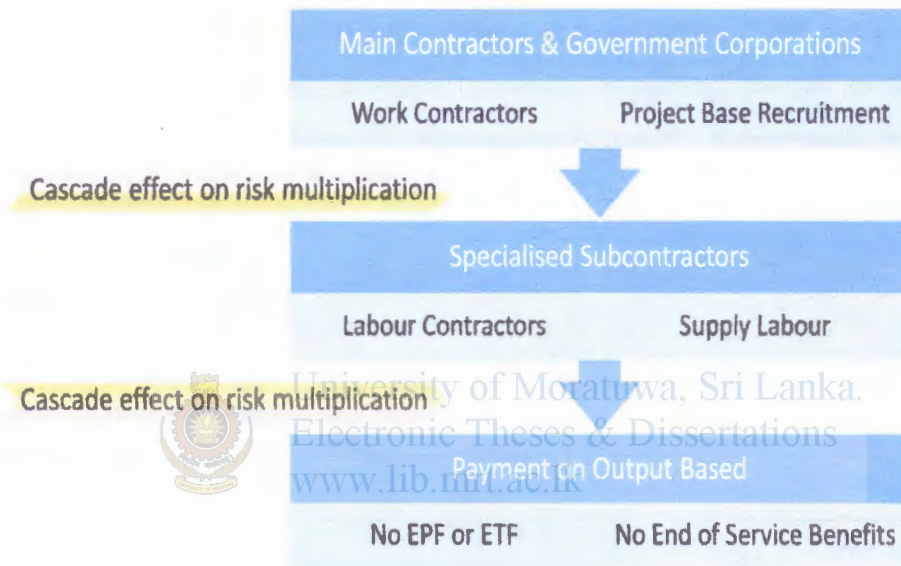 Main Contractors & Government Corporations
Work Contractors Project Base Recruitment
Cascade effect on risk multiplication
Specialised Subcontractors
Labour Contractors Supply Labour
Cascade effect on risk multiplication
University of Moratuwa, Sri Lanka.
Electronic Theses & Dissertations
Payment on Output Based
www.lib.mrt.ac.lk
No EPF or ETF No End of Service Benefits